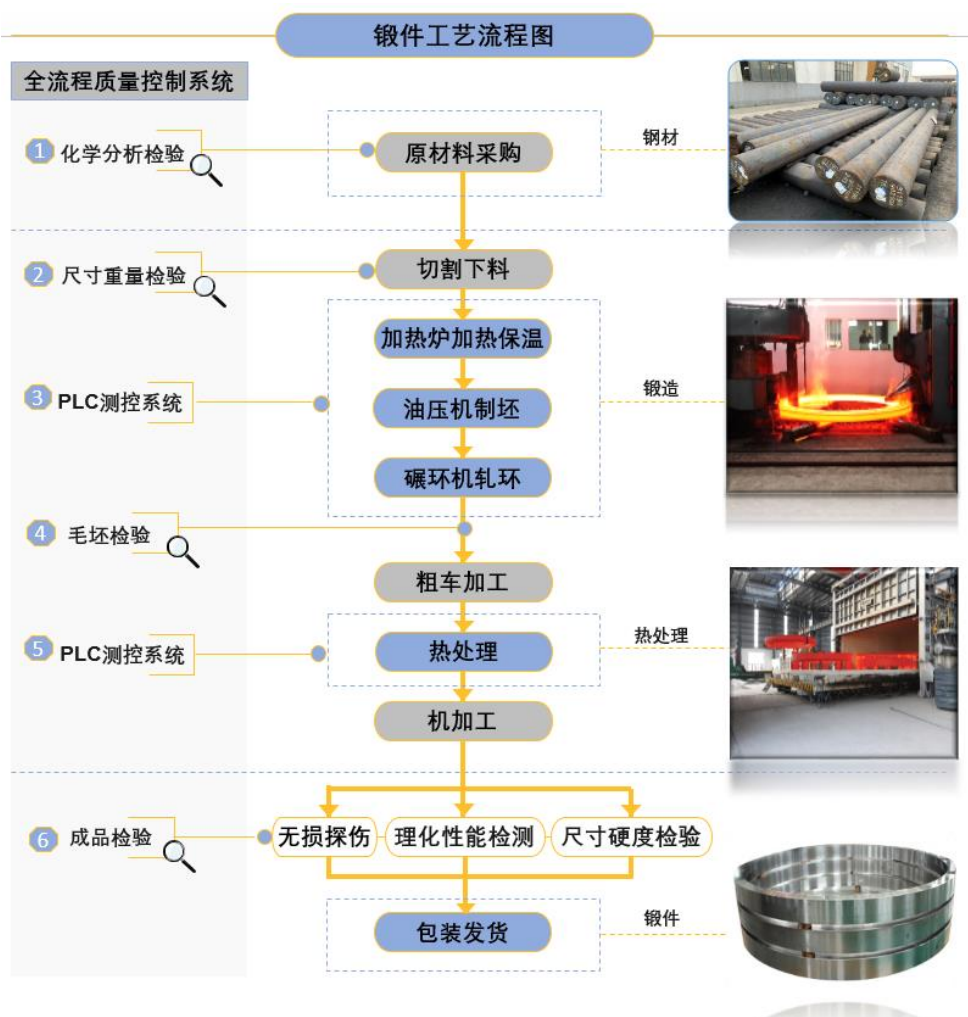 锻件工艺流程图
全流程质量控制系统
1 化学分析检验
原材料采购
钢材
2 尺寸重量检验
切割下料
加热炉加热保温
3 PLC测控系统
油压机制坯
锻造
碾环机轧环
4 毛坯检验
粗车加工
5 PLC测控系统
热处理
热处理
机加工
6 成品检验
无损探伤
理化性能检测
尺寸硬度检验
包装发货
锻件